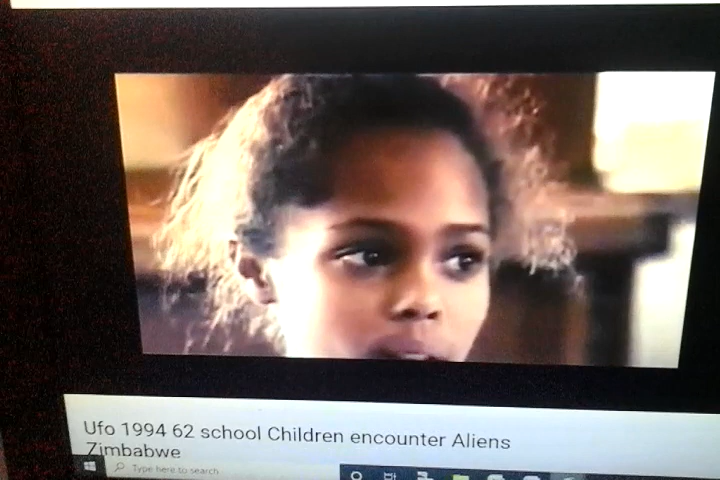 Ufo 1994 62 school Children encounter Aliens
Zimbabwe
Type here to search